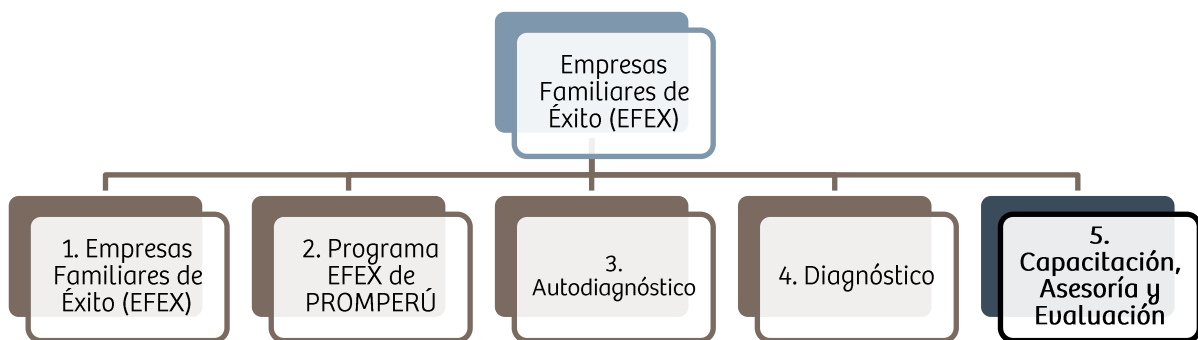 Empresas
Familiares de
Éxito (EFEX)
1. Empresas
Familiares de
Éxito (EFEX)
2. Programa
EFEX de
PROMPERÚ
3.
Autodiagnóstico
4. Diagnóstico
5.
Capacitación,
Asesoría y
Evaluación